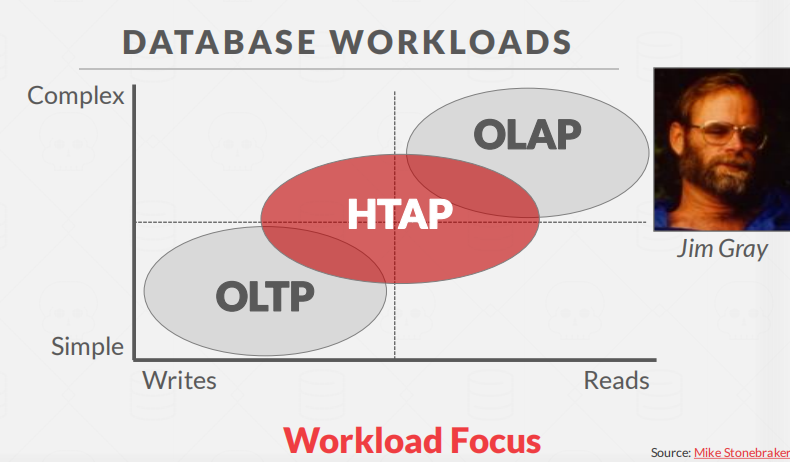 DATABASE WORKLOADS
Complex
OLAP
HTAP
Jim Gray
OLTP
Simple
Writes
Reads
Workload Focus
Source: Mike Stonebraker